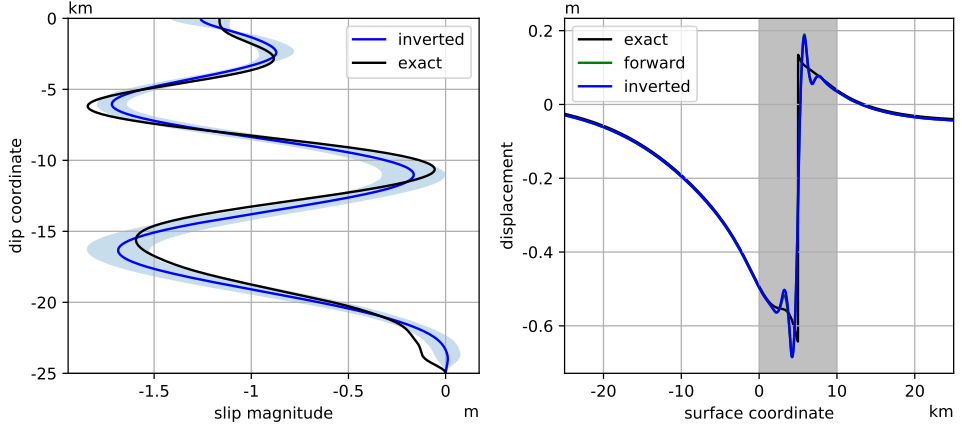 km
0
-5
-10
-15
-20
-25
dip coordinate
inverted
exact
-1.5
-1
-0.5
0
slip magnitude
m
m
0.2
0
-0.2
-0.4
-0.6
displacement
exact
forward
inverted
-20
-10
0
10
20
surface coordinate
km